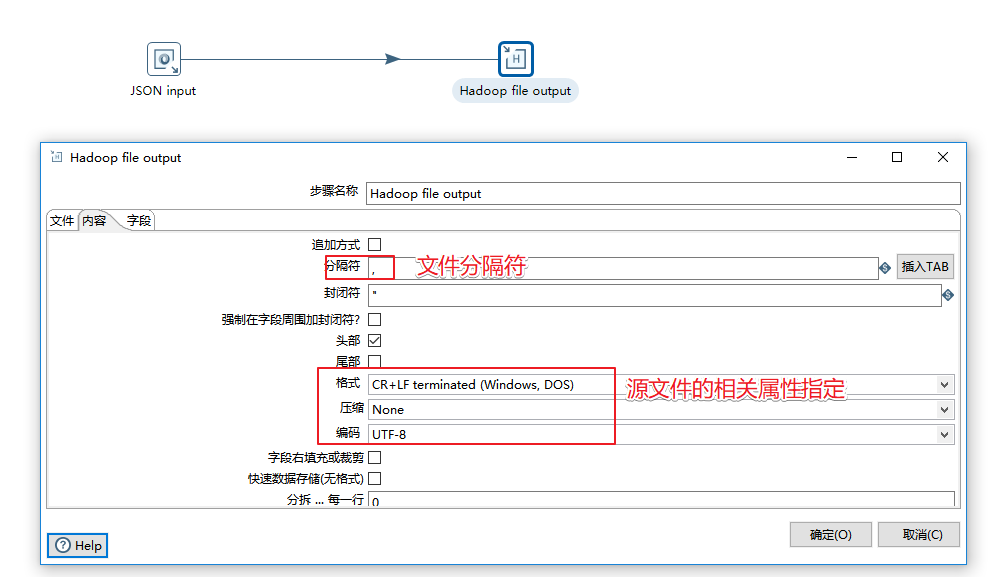 JSON input
Hadoop file output
Hadoop file output
步骤名称 Hadoop file output
文件 内容 字段
追加方式
分隔符 , 文件分隔符 插入TAB
封闭符 "
强制在字段周围加封闭符?
头部
尾部
格式 CR+LF terminated (Windows, DOS) 源文件的相关属性指定
压缩 None
编码 UTF-8
字段右填充或裁剪
快速数据存储(无格式)
分拆 ... 每一行 0
确定(O) 取消(C)
Help